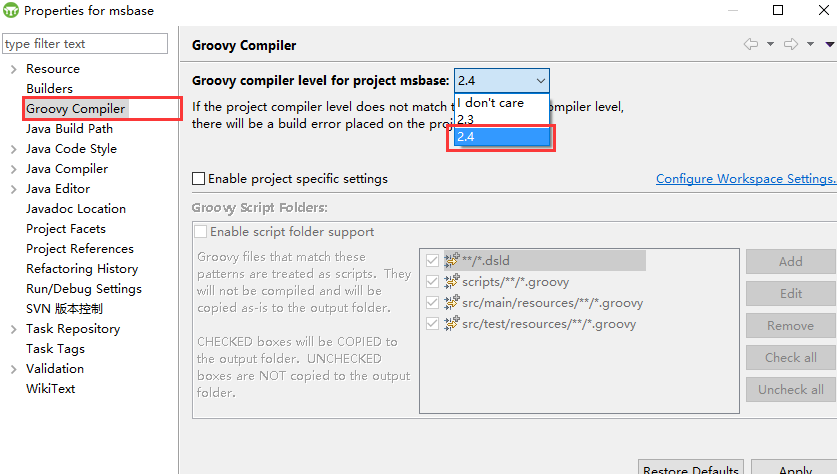 Properties for msbase
type filter text
Resource
Builders
Groovy Compiler
Java Build Path
Java Code Style
Java Compiler
Java Editor
Javadoc Location
Project Facets
Project References
Refactoring History
Run/Debug Settings
SVN 版本控制
Task Repository
Task Tags
Validation
WikiText
Groovy Compiler
Groovy compiler level for project msbase: 2.4
I don't care
2.3
2.4
If the project compiler level does not match t ompiler level,
there will be a build error placed on the proj
Enable project specific settings
Configure Workspace Settings.
Groovy Script Folders:
Enable script folder support
Groovy files that match these
patterns are treated as scripts. They
will not be compiled and will be
copied as-is to the output folder.
CHECKED boxes will be COPIED to
the output folder. UNCHECKED
boxes are NOT copied to the output
folder.
**/*.dsld
scripts/**/*.groovy
src/main/resources/**/*.groovy
src/test/resources/**/*.groovy
Add
Edit
Remove
Check all
Uncheck all
Restore Defaults
Apply